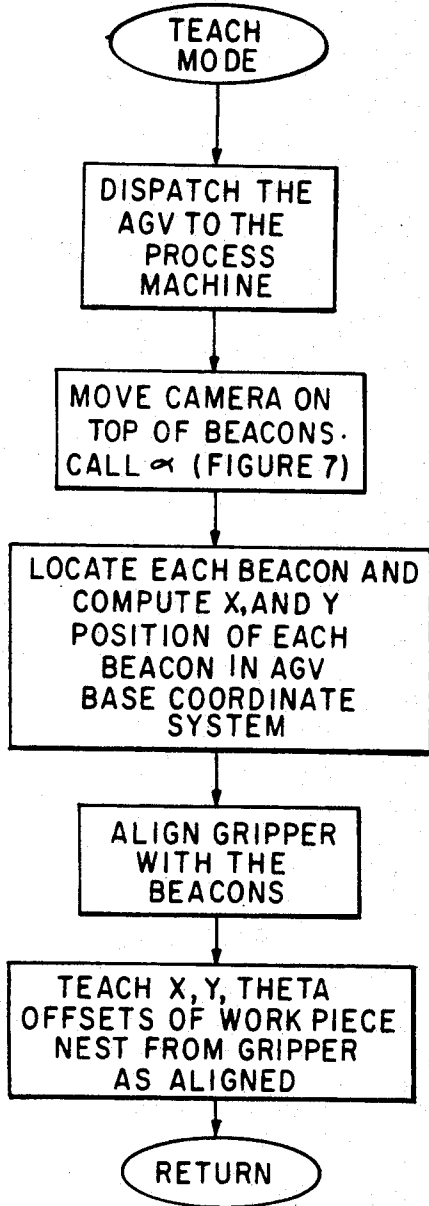 TEACH
MODE
DISPATCH THE
AGV TO THE
PROCESS
MACHINE
MOVE CAMERA ON
TOP OF BEACONS.
CALL α (FIGURE 7)
LOCATE EACH BEACON AND
COMPUTE X, AND Y
POSITION OF EACH
BEACON IN AGV
BASE COORDINATE
SYSTEM
ALIGN GRIPPER
WITH THE
BEACONS
TEACH X, Y, THETA
OFFSETS OF WORK PIECE
NEST FROM GRIPPER
AS ALIGNED
RETURN